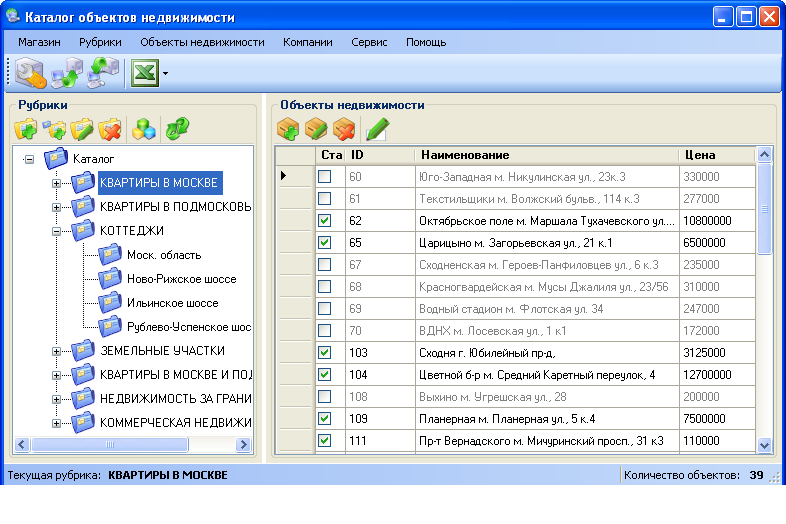 Каталог объектов недвижимости
Магазин Рубрики Объекты недвижимости Компании Сервис Помощь
Рубрики
Каталог
КВАРТИРЫ В МОСКВЕ
КВАРТИРЫ В ПОДМОСКОВЬ
КОТТЕДЖИ
Моск. область
Ново-Рижское шоссе
Ильинское шоссе
Рублево-Успенское шос
ЗЕМЕЛЬНЫЕ УЧАСТКИ
КВАРТИРЫ В МОСКВЕ И ПОД
НЕДВИЖИМОСТЬ ЗА ГРАНИ
КОММЕРЧЕСКАЯ НЕДВИЖИ
Объекты недвижимости
Ста ID Наименование Цена
60 Юго-Западная м. Никулинская ул., 23к.3 330000
61 Текстильщики м. Волжский бульв., 114 к.3 277000
62 Октябрьское поле м. Маршала Тухачевского ул.... 10800000
65 Царицыно м. Загорьевская ул., 21 к.1 6500000
67 Сходненская м. Героев-Панфиловцев ул., 6 к.3 235000
68 Красногвардейская м. Мусы Джалиля ул., 23/56 310000
69 Водный стадион м. Флотская ул. 34 247000
70 ВДНХ м. Лосевская ул., 1 к1 172000
103 Сходня г. Юбилейный пр-д, 3125000
104 Цветной б-р м. Средний Каретный переулок, 4 12700000
108 Выхино м. Угрешская ул., 28 200000
109 Планерная м. Планерная ул., 5 к.4 7500000
111 Пр-т Вернадского м. Мичуринский просп., 31 к3 110000
Текущая рубрика: КВАРТИРЫ В МОСКВЕ
Количество объектов: 39